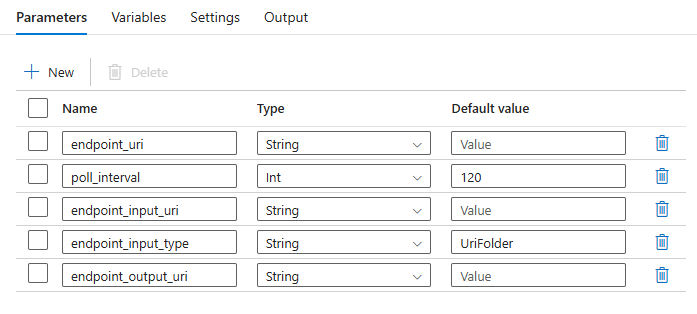 Parameters Variables Settings Output
+ New Delete
Name Type Default value
endpoint_uri String Value
poll_interval Int 120
endpoint_input_uri String Value
endpoint_input_type String UriFolder
endpoint_output_uri String Value